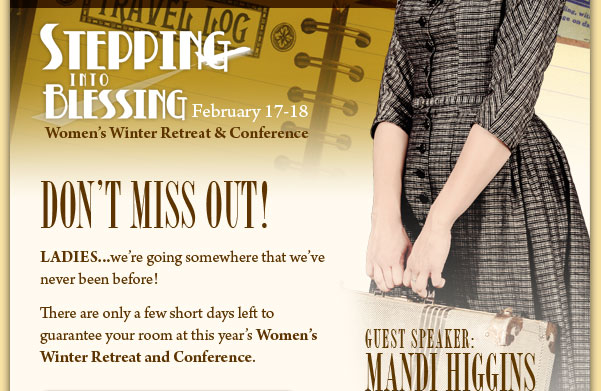 TRAVEL LOG
STEPPING
INTO
BLESSING February 17-18
Women's Winter Retreat & Conference
DON'T MISS OUT!
LADIES...we're going somewhere that we've
never been before!
There are only a few short days left to
guarantee your room at this year's Women's
Winter Retreat and Conference.
GUEST SPEAKER:
MANDI HIGGINS